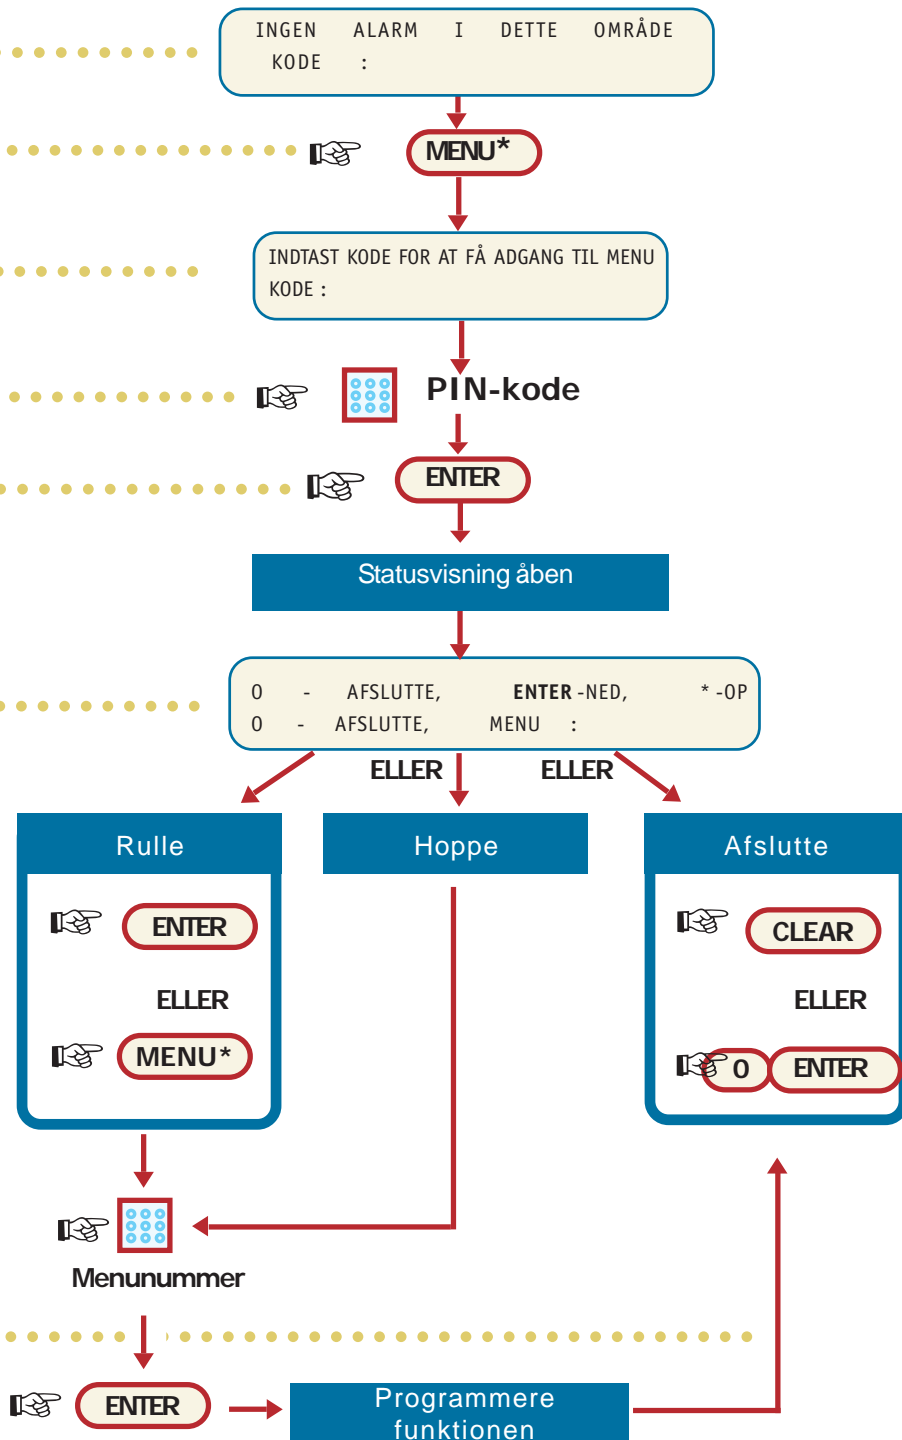 INGEN ALARM I DETTE OMRÅDE
KODE :
MENU*
INDTAST KODE FOR AT FÅ ADGANG TIL MENU
KODE :
PIN-kode
ENTER
Statusvisning åben
0 - AFSLUTTE, ENTER -NED, * -OP
0 - AFSLUTTE, MENU :
ELLER ELLER
Rulle
ENTER
ELLER
MENU*
Hoppe
Afslutte
CLEAR
ELLER
0 ENTER
Menunummer
ENTER
Programmere
funktionen